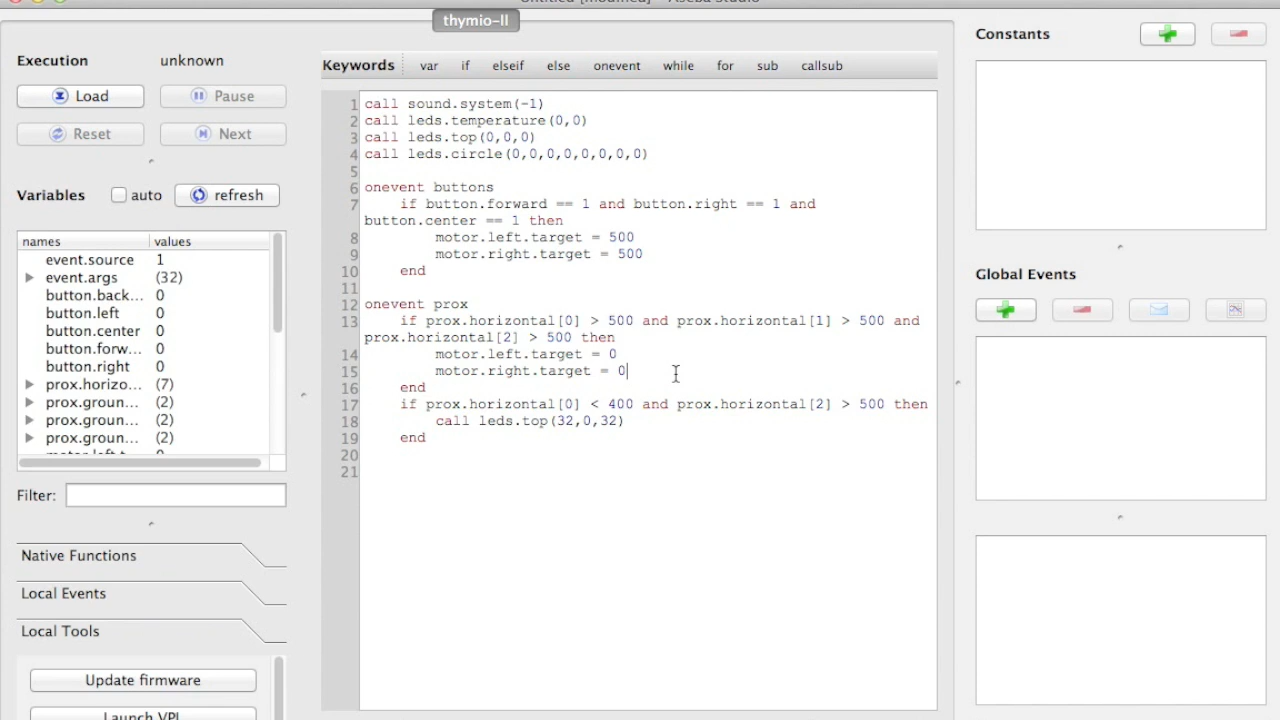 Untitled [modified] - Aseba Studio
thymio-II
Execution unknown
Load Pause
Reset Next
Variables auto refresh
names values
event.source 1
event.args (32)
button.back... 0
button.left 0
button.center 0
button.forw... 0
button.right 0
prox.horizo... (7)
prox.groun... (2)
prox.groun... (2)
prox.groun... (2)
motor.left.t... 0
Filter:
Native Functions
Local Events
Local Tools
Update firmware
Launch VPL
Keywords var if elseif else onevent while for sub callsub
1 call sound.system(-1)
2 call leds.temperature(0,0)
3 call leds.top(0,0,0)
4 call leds.circle(0,0,0,0,0,0,0,0)
5
6 onevent buttons
7 if button.forward == 1 and button.right == 1 and
button.center == 1 then
8 motor.left.target = 500
9 motor.right.target = 500
10 end
11
12 onevent prox
13 if prox.horizontal[0] > 500 and prox.horizontal[1] > 500 and
prox.horizontal[2] > 500 then
14 motor.left.target = 0
15 motor.right.target = 0
16 end
17 if prox.horizontal[0] < 400 and prox.horizontal[2] > 500 then
18 call leds.top(32,0,32)
19 end
20
21
Constants
Global Events